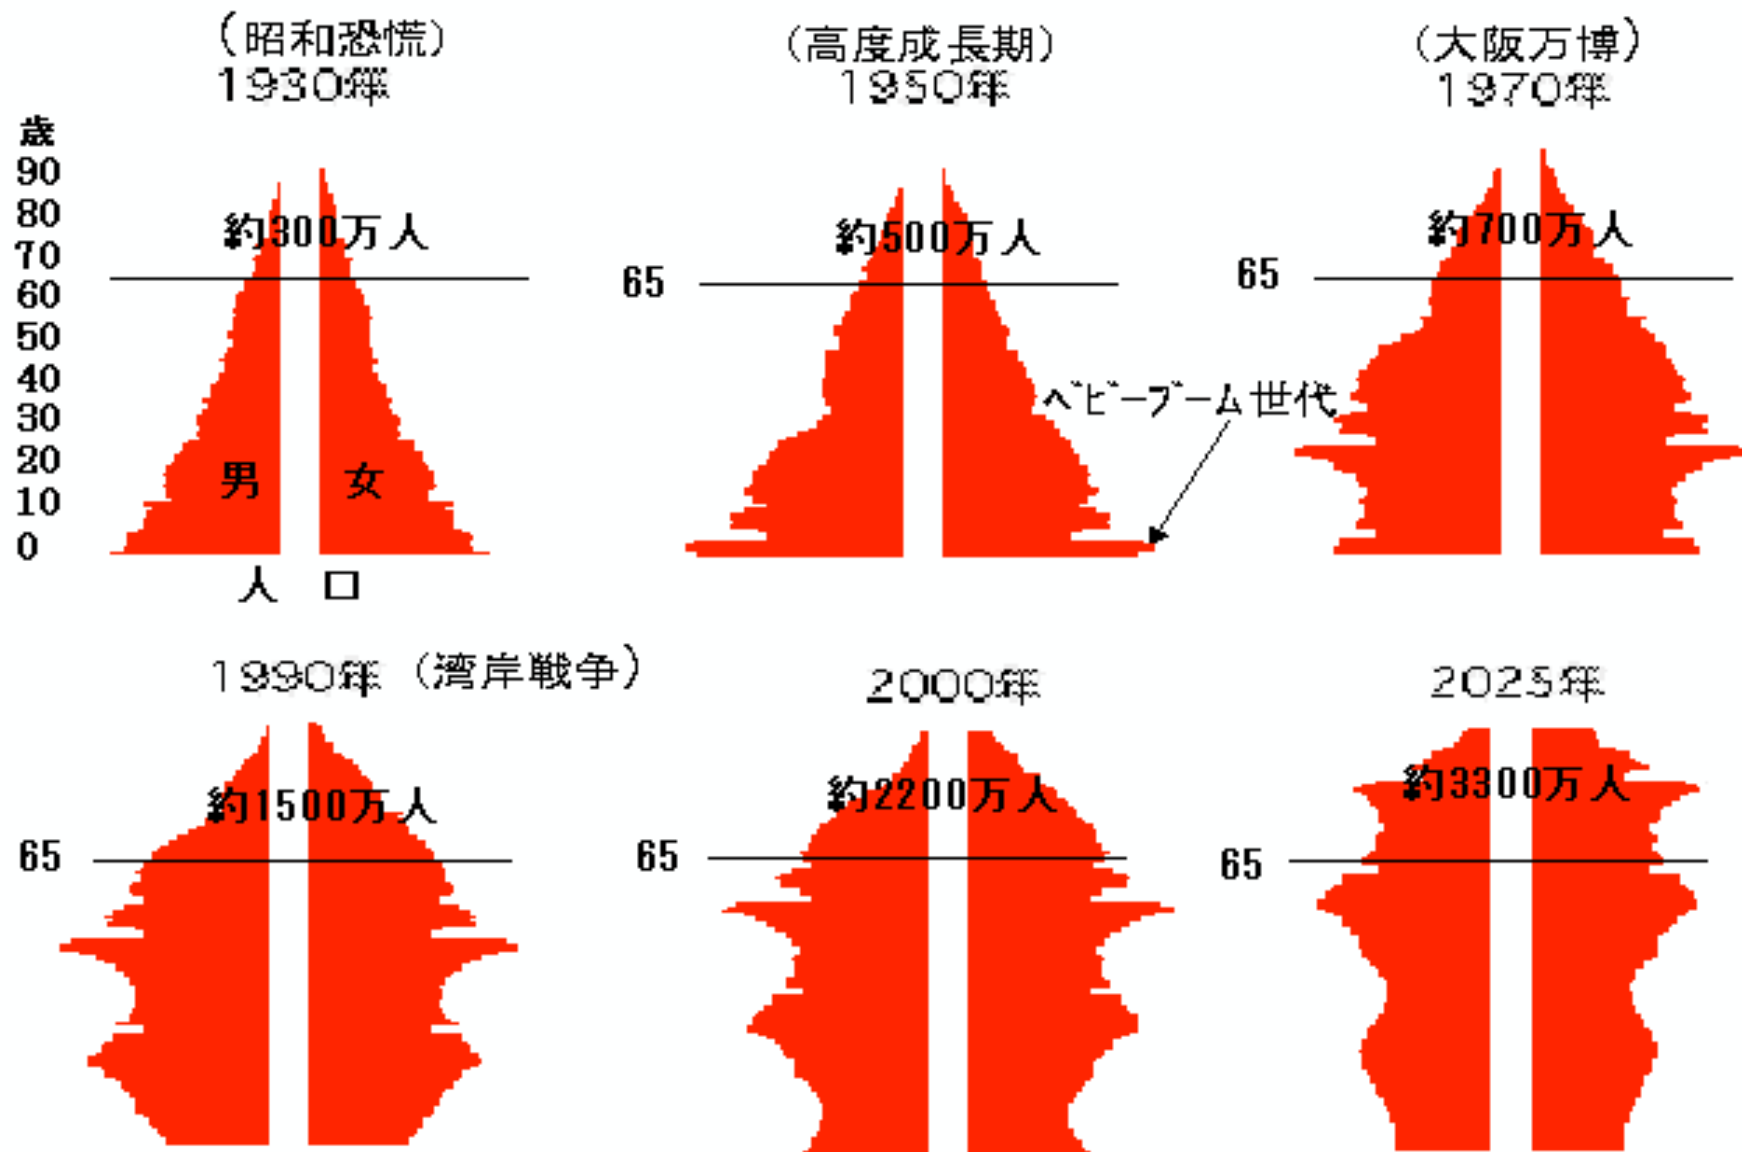 (昭和恐慌)
1930年
(高度成長期)
1950年
(大阪万博)
1970年
歳
90
80
70
60
50
40
30
20
10
0
約300万人
男 女
人 口
約500万人
65
ベビーブーム世代
約700万人
65
1990年 (湾岸戦争)
約1500万人
65
2000年
約2200万人
65
2025年
約3300万人
65